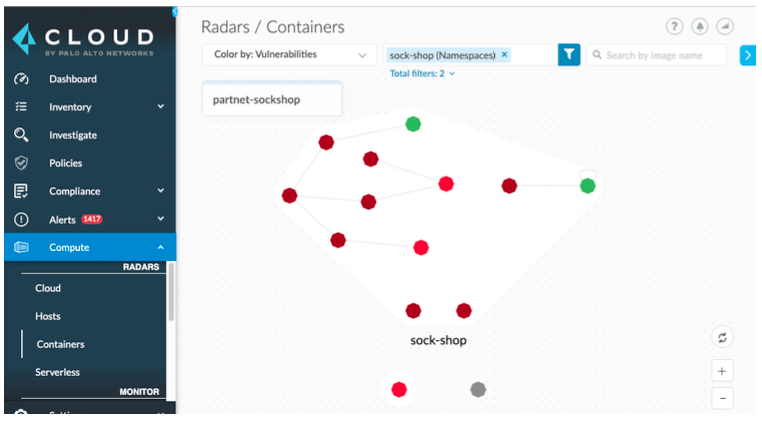 CLOUD
BY PALO ALTO NETWORKS
Dashboard
Inventory
Investigate
Policies
Compliance
Alerts 1417
Compute
RADARS
Cloud
Hosts
Containers
Serverless
MONITOR
Radars / Containers
?
Color by: Vulnerabilities
sock-shop (Namespaces) ×
Search by image name
Total filters: 2
partnet-sockshop
sock-shop
+
-